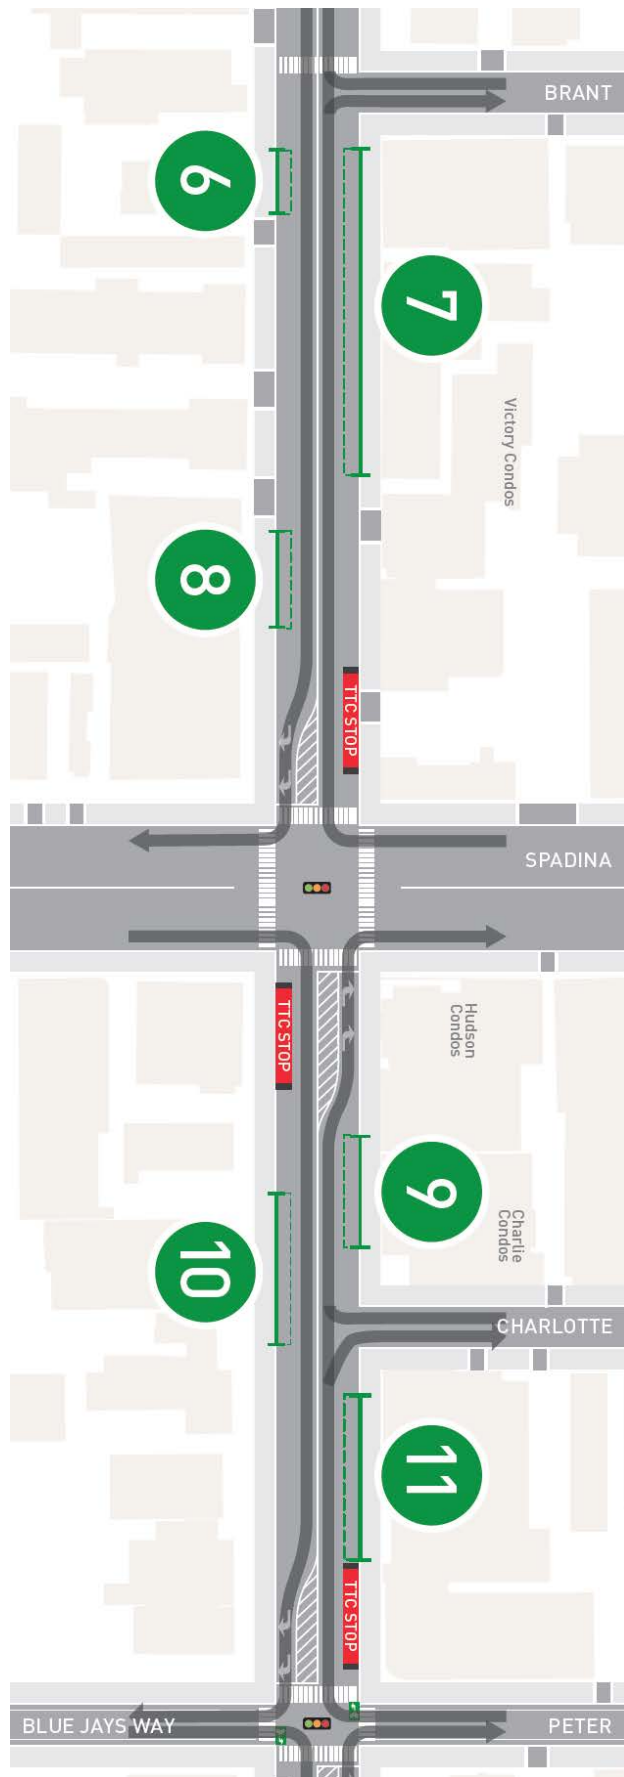 BRANT
6
7
Victory Condos
8
TTC STOP
SPADINA
TTC STOP
Hudson
Condos
9
Charlie
Condos
10
CHARLOTTE
11
TTC STOP
BLUE JAYS WAY
PETER